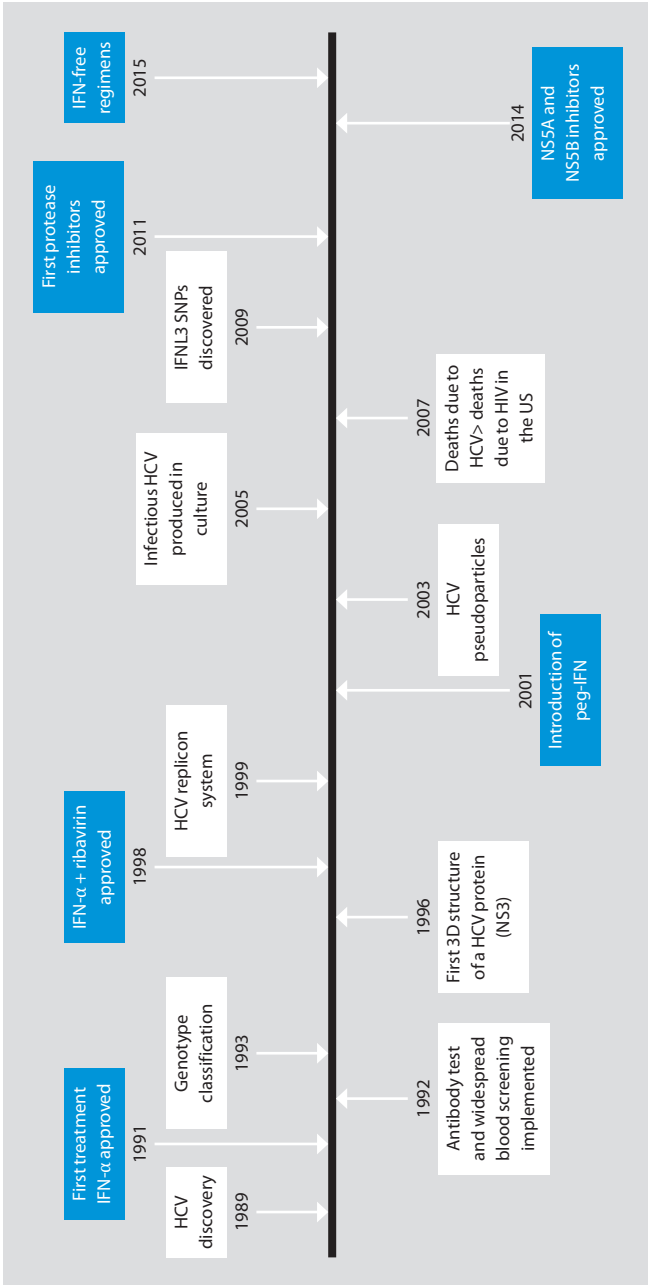 HCV
discovery
1989
First treatment
IFN-α approved
1991
Antibody test
and widespread
blood screening
implemented
1992
Genotype
classification
1993
First 3D structure
of a HCV protein
(NS3)
1996
IFN-α + ribavirin
approved
1998
HCV replicon
system
1999
Introduction of
peg-IFN
2001
HCV
pseudoparticles
2003
Infectious HCV
produced in
culture
2005
Deaths due to
HCV> deaths
due to HIV in
the US
2007
IFNL3 SNPs
discovered
2009
First protease
inhibitors
approved
2011
NS5A and
NS5B inhibitors
approved
2014
IFN-free
regimens
2015